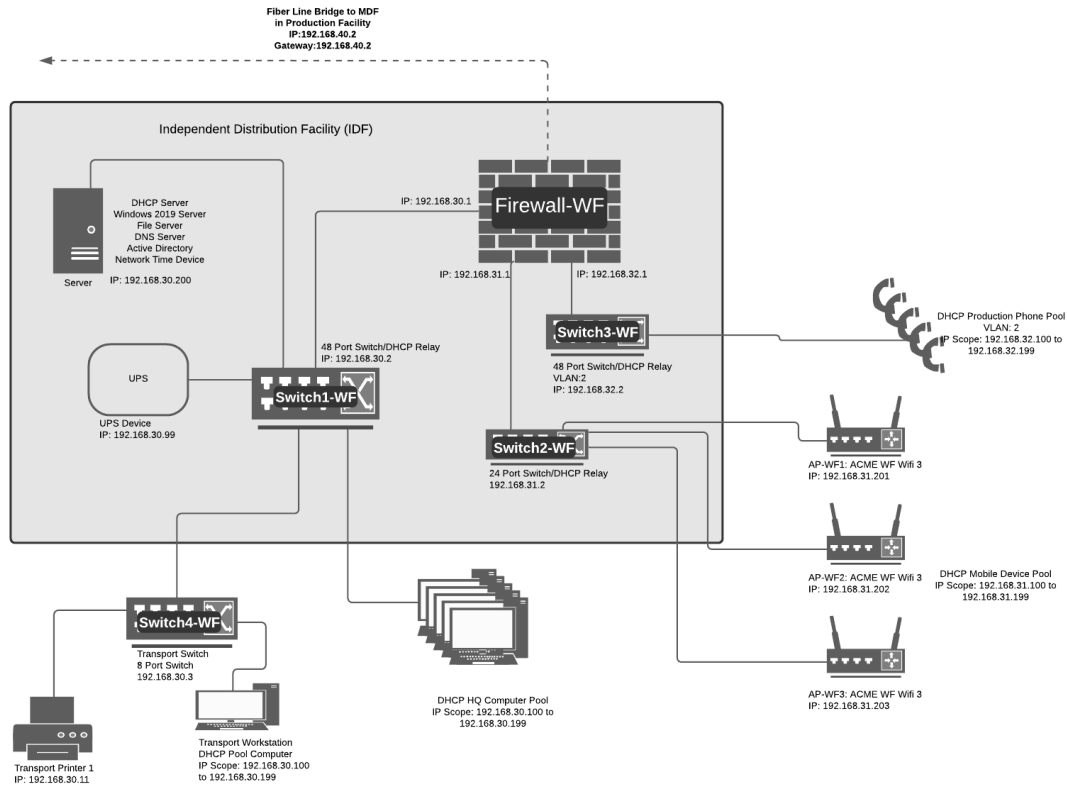 Fiber Line Bridge to MDF
in Production Facility
IP:192.168.40.2
Gateway:192.168.40.2
Independent Distribution Facility (IDF)
DHCP Server
Windows 2019 Server
File Server
DNS Server
Active Directory
Network Time Device
Server
IP: 192.168.30.200
IP: 192.168.30.1
Firewall-WF
IP: 192.168.31.1
IP: 192.168.32.1
Switch3-WF
48 Port Switch/DHCP Relay
VLAN:2
IP: 192.168.32.2
DHCP Production Phone Pool
VLAN: 2
IP Scope: 192.168.32.100 to
192.168.32.199
48 Port Switch/DHCP Relay
IP: 192.168.30.2
UPS
Switch1-WF
UPS Device
IP: 192.168.30.99
Switch2-WF
24 Port Switch/DHCP Relay
192.168.31.2
AP-WF1: ACME WF Wifi 3
IP: 192.168.31.201
AP-WF2: ACME WF Wifi 3
IP: 192.168.31.202
DHCP Mobile Device Pool
IP Scope: 192.168.31.100 to
192.168.31.199
AP-WF3: ACME WF Wifi 3
IP: 192.168.31.203
Switch4-WF
Transport Switch
8 Port Switch
192.168.30.3
DHCP HQ Computer Pool
IP Scope: 192.168.30.100 to
192.168.30.199
Transport Workstation
DHCP Pool Computer
IP Scope: 192.168.30.100
to 192.168.30.199
Transport Printer 1
IP: 192.168.30.11